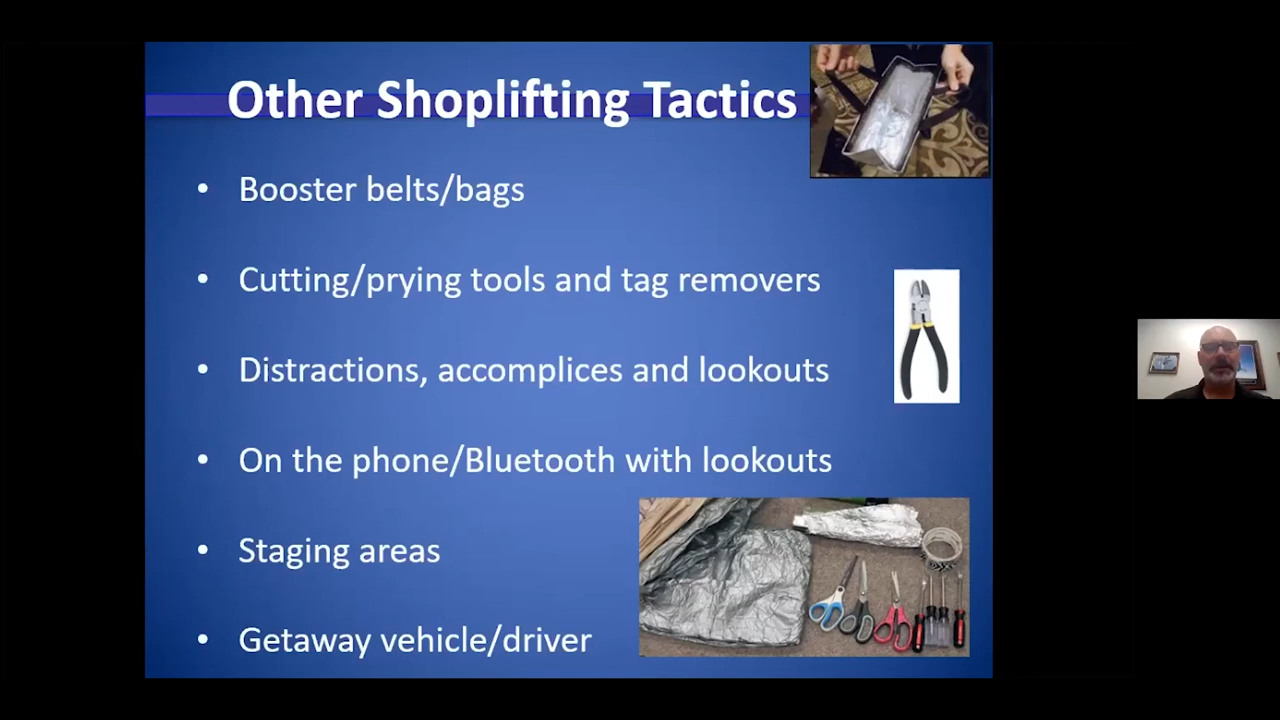 Other Shoplifting Tactics
• Booster belts/bags
• Cutting/prying tools and tag removers
• Distractions, accomplices and lookouts
• On the phone/Bluetooth with lookouts
• Staging areas
• Getaway vehicle/driver